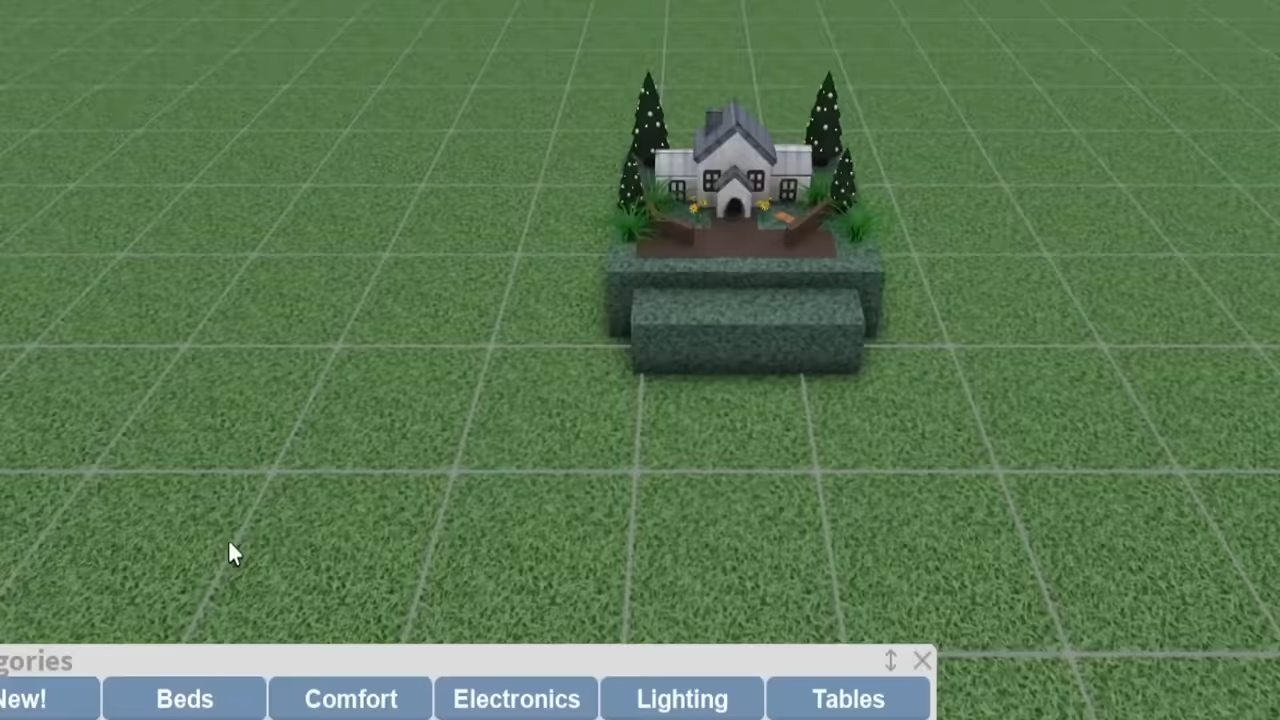 gories
New!
Beds
Comfort
Electronics
Lighting
Tables